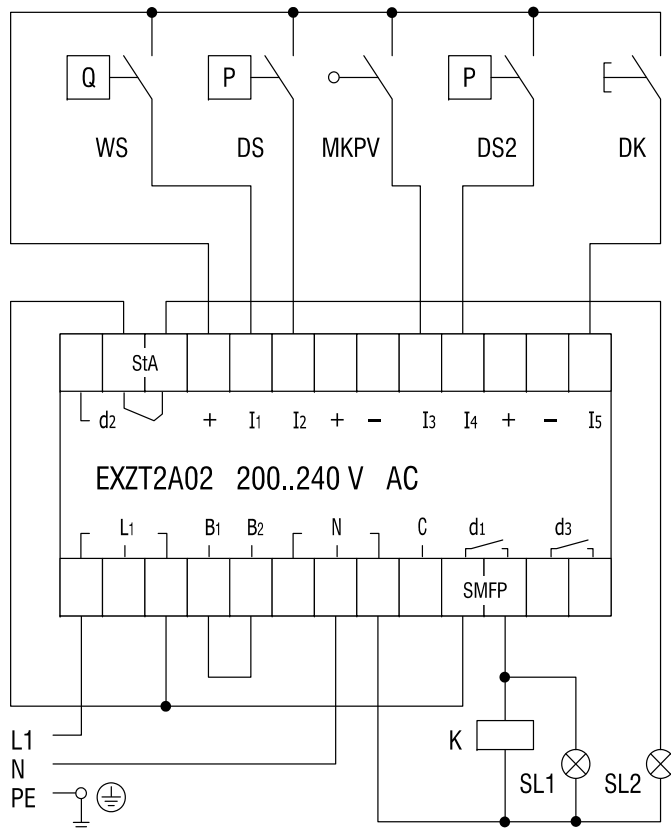 Q P P
WS DS MKPV DS2 DK
StA
d2 + I1 I2 + – I3 I4 + – I5
EXZT2A02 200..240 V AC
L1 B1 B2 N C d1 d3
SMFP
L1
N
PE
K
SL1 SL2